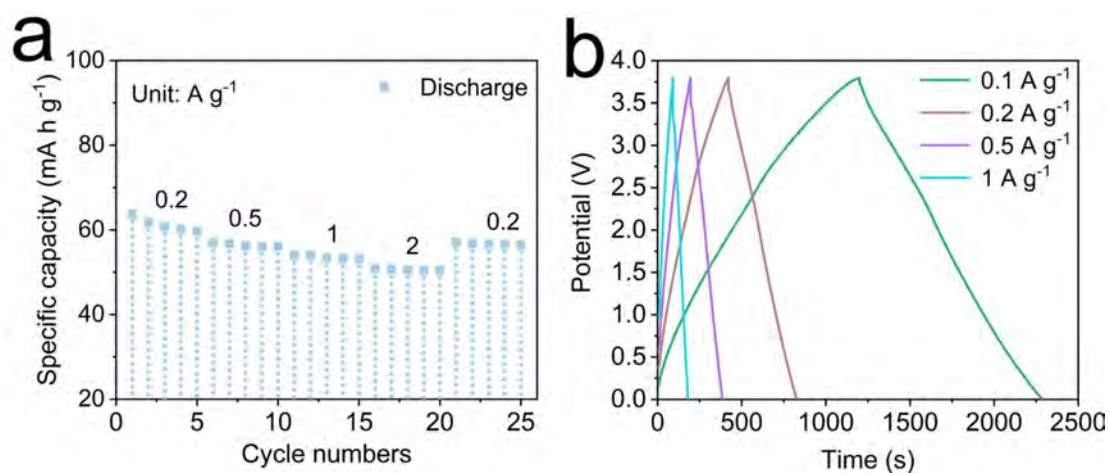 a
Unit: A g⁻¹
Discharge
0.2
0.5
1
2
0.2
100
80
60
40
20
0
5
10
15
20
25
Specific capacity (mA h g⁻¹)
Cycle numbers
b
0.1 A g⁻¹
0.2 A g⁻¹
0.5 A g⁻¹
1 A g⁻¹
4.0
3.5
3.0
2.5
2.0
1.5
1.0
0.5
0.0
0
500
1000
1500
2000
2500
Potential (V)
Time (s)